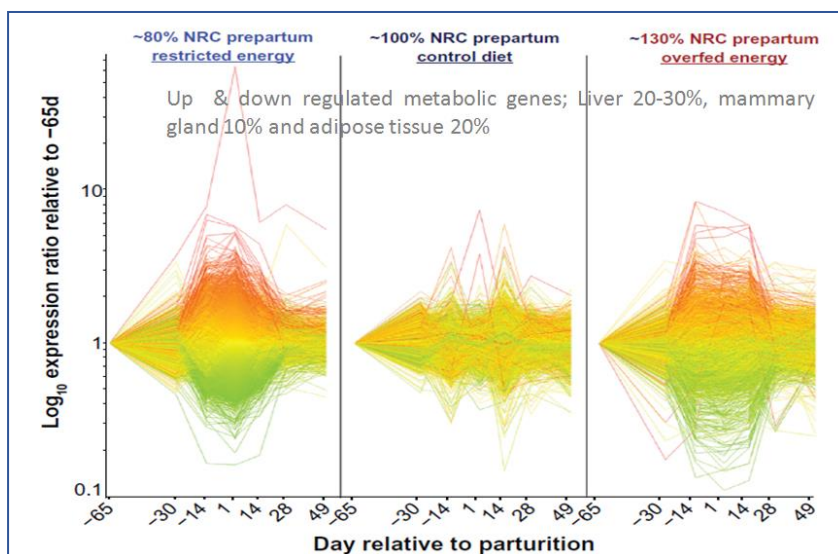 ~80% NRC prepartum
restricted energy
~100% NRC prepartum
control diet
~130% NRC prepartum
overfed energy
Up & down regulated metabolic genes; Liver 20-30%, mammary
gland 10% and adipose tissue 20%
Log10 expression ratio relative to −65d
10
1
0.1
−65 −30 −14 1 14 28 49 −65 −30 −14 1 14 28 49 −65 −30 −14 1 14 28 49
Day relative to parturition